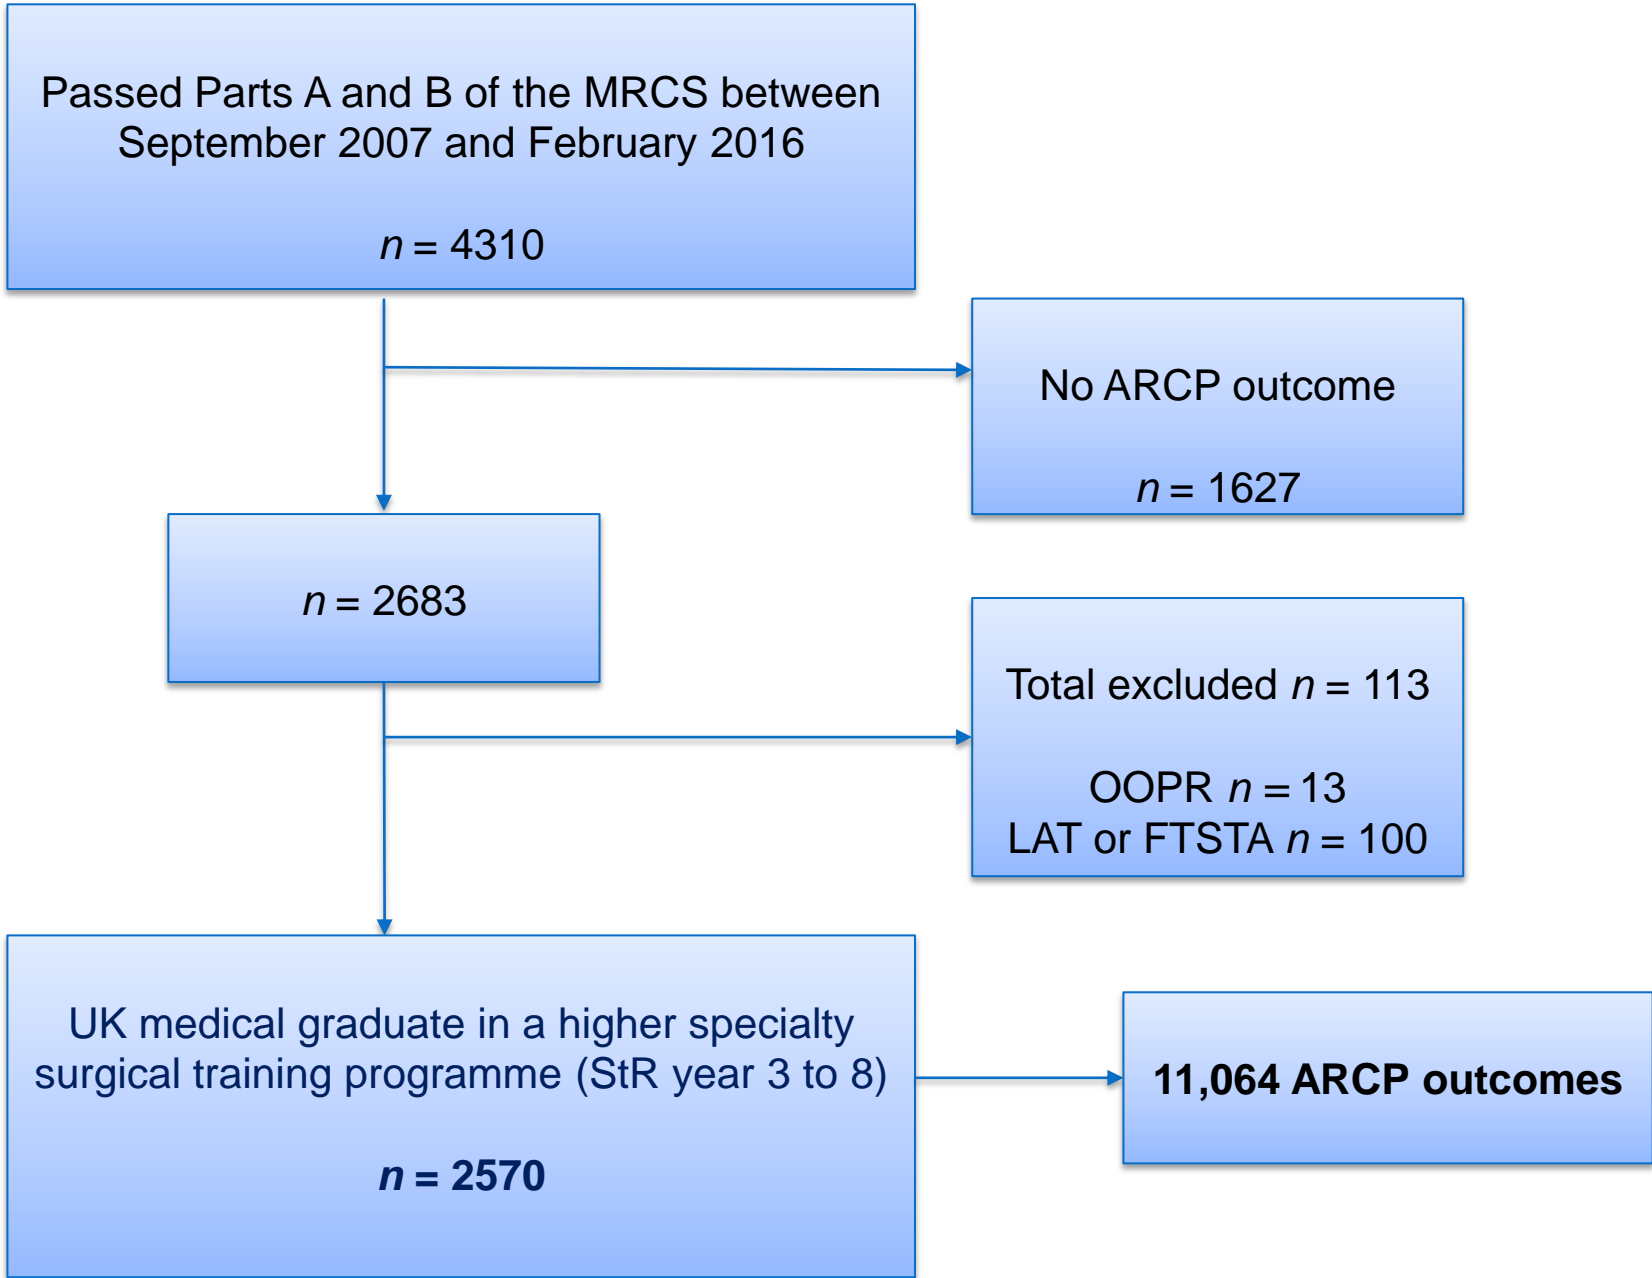 Passed Parts A and B of the MRCS between
September 2007 and February 2016
n = 4310
No ARCP outcome
n = 1627
n = 2683
Total excluded n = 113
OOPR n = 13
LAT or FTSTA n = 100
UK medical graduate in a higher specialty
surgical training programme (StR year 3 to 8)
n = 2570
11,064 ARCP outcomes